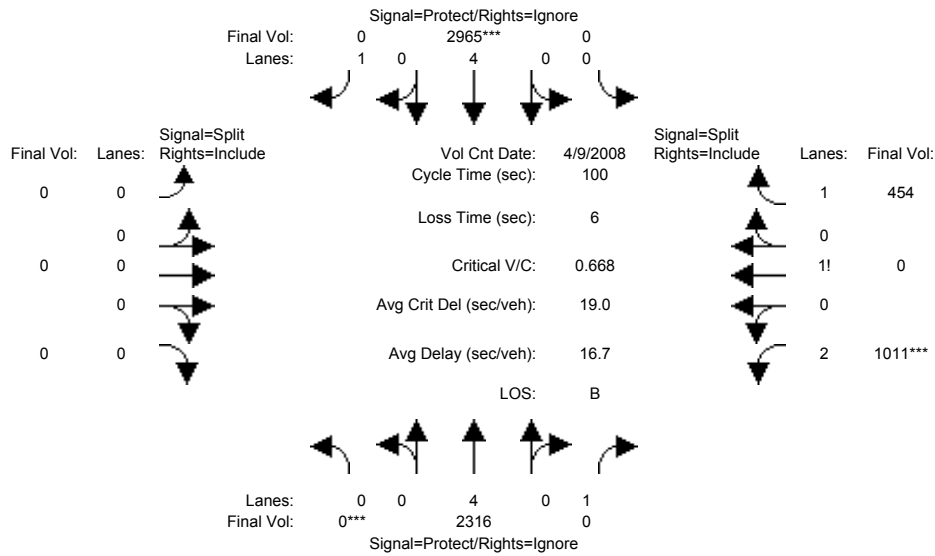 Signal=Protect/Rights=Ignore
Final Vol: 0 2965*** 0
Lanes: 1 0 4 0 0
Signal=Split
Final Vol: Lanes: Rights=Include
Vol Cnt Date: 4/9/2008
Signal=Split
Rights=Include Lanes: Final Vol:
Cycle Time (sec): 100
0 0
1 454
Loss Time (sec): 6
0
0
0 0
Critical V/C: 0.668
1! 0
0
Avg Crit Del (sec/veh): 19.0
0
0 0
Avg Delay (sec/veh): 16.7
2 1011***
LOS: B
Lanes: 0 0 4 0 1
Final Vol: 0*** 2316 0
Signal=Protect/Rights=Ignore